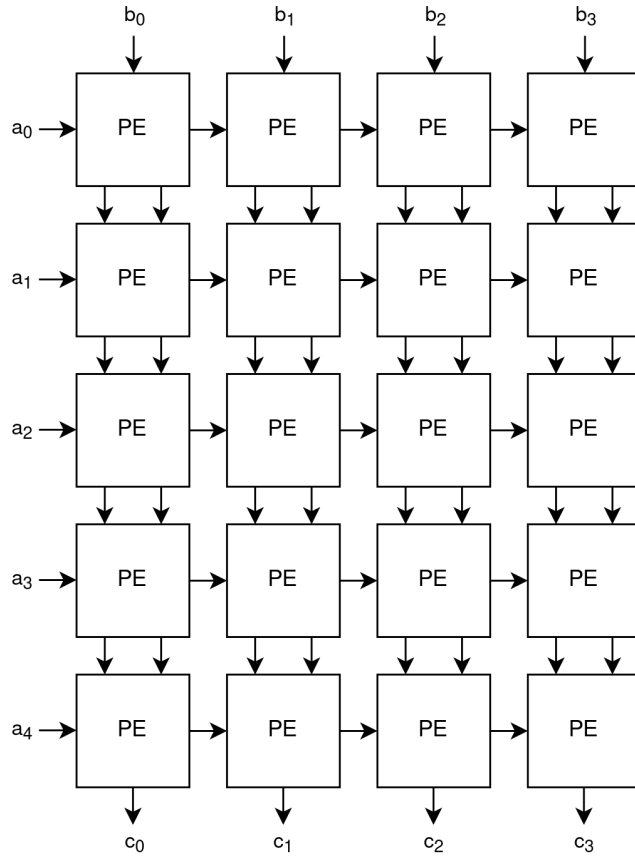 b₀ b₁ b₂ b₃
a₀ PE PE PE PE
a₁ PE PE PE PE
a₂ PE PE PE PE
a₃ PE PE PE PE
a₄ PE PE PE PE
c₀ c₁ c₂ c₃